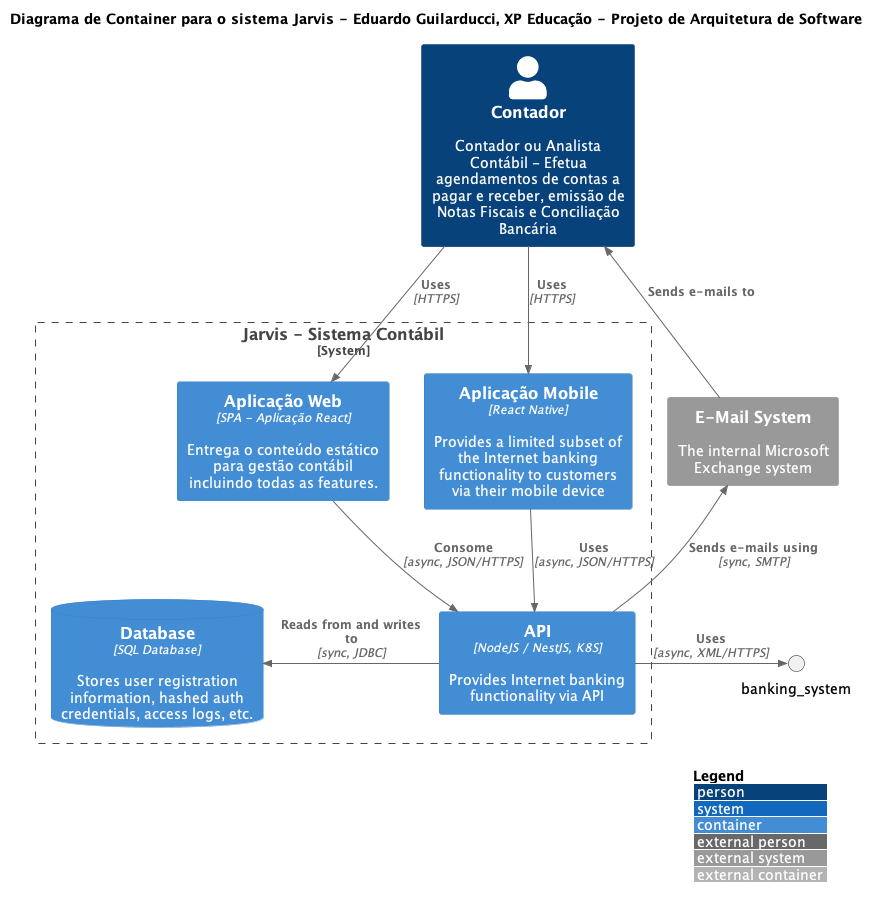 Diagrama de Container para o sistema Jarvis - Eduardo Guilarducci, XP Educação - Projeto de Arquitetura de Software
Contador
Contador ou Analista
Contábil - Efetua
agendamentos de contas a
pagar e receber, emissão de
Notas Fiscais e Conciliação
Bancária
Uses
[HTTPS]
Uses
[HTTPS]
Sends e-mails to
Jarvis - Sistema Contábil
[System]
Aplicação Web
[SPA - Aplicação React]
Entrega o conteúdo estático
para gestão contábil
incluindo todas as features.
Aplicação Mobile
[React Native]
Provides a limited subset of
the Internet banking
functionality to customers
via their mobile device
E-Mail System
The internal Microsoft
Exchange system
Consome
[async, JSON/HTTPS]
Uses
[async, JSON/HTTPS]
Sends e-mails using
[sync, SMTP]
Database
[SQL Database]
Stores user registration
information, hashed auth
credentials, access logs, etc.
Reads from and writes
to
[sync, JDBC]
API
[NodeJS / NestJS, K8S]
Provides Internet banking
functionality via API
Uses
[async, XML/HTTPS]
banking_system
Legend
person
system
container
external person
external system
external container